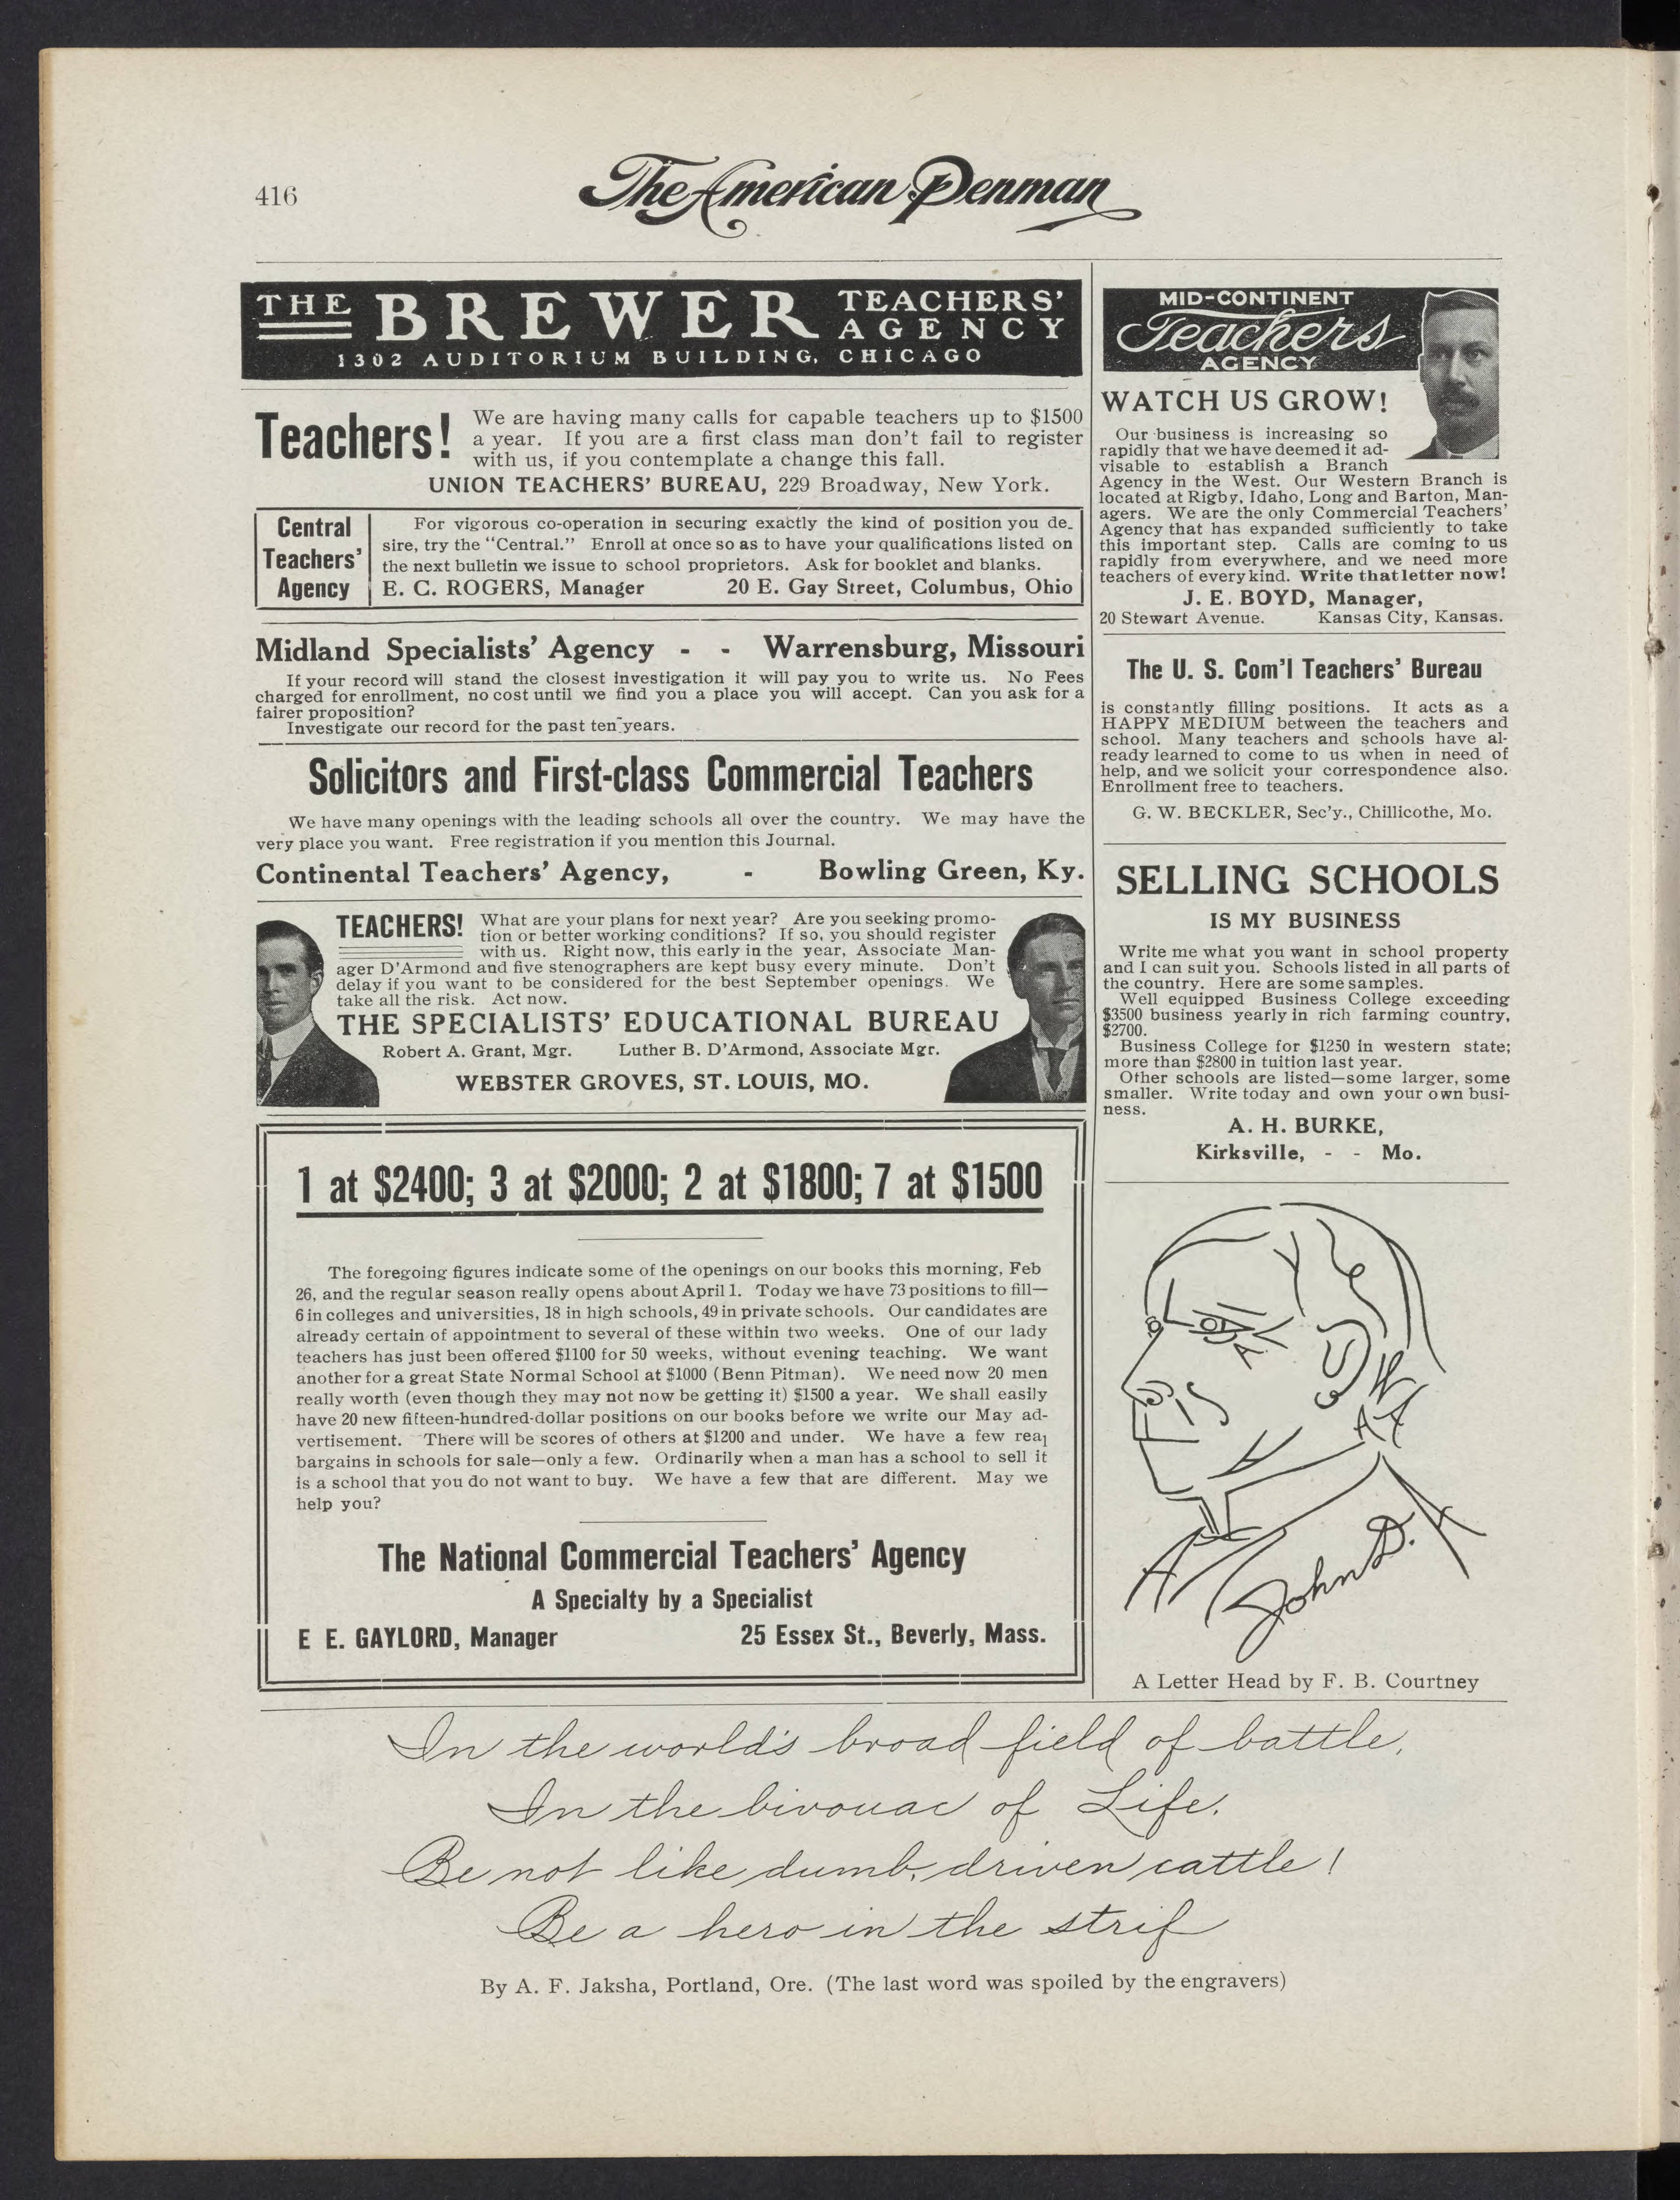 416
The American Penman
THE BREWER TEACHERS' AGENCY
1302 AUDITORIUM BUILDING, CHICAGO
Teachers!
We are having many calls for capable teachers up to $1500
a year. If you are a first class man don't fail to register
with us, if you contemplate a change this fall.
UNION TEACHERS' BUREAU, 229 Broadway, New York.
Central
Teachers'
Agency
For vigorous co-operation in securing exactly the kind of position you de-
sire, try the "Central." Enroll at once so as to have your qualifications listed on
the next bulletin we issue to school proprietors. Ask for booklet and blanks.
E. C. ROGERS, Manager 20 E. Gay Street, Columbus, Ohio
Midland Specialists' Agency - - Warrensburg, Missouri
If your record will stand the closest investigation it will pay you to write us. No Fees
charged for enrollment, no cost until we find you a place you will accept. Can you ask for a
fairer proposition?
Investigate our record for the past ten years.
Solicitors and First-class Commercial Teachers
We have many openings with the leading schools all over the country. We may have the
very place you want. Free registration if you mention this Journal.
Continental Teachers' Agency, - Bowling Green, Ky.
TEACHERS!
What are your plans for next year? Are you seeking promo-
tion or better working conditions? If so, you should register
with us. Right now, this early in the year, Associate Man-
ager D'Armond and five stenographers are kept busy every minute. Don't
delay if you want to be considered for the best September openings. We
take all the risk. Act now.
THE SPECIALISTS' EDUCATIONAL BUREAU
Robert A. Grant, Mgr. Luther B. D'Armond, Associate Mgr.
WEBSTER GROVES, ST. LOUIS, MO.
1 at $2400; 3 at $2000; 2 at $1800; 7 at $1500
The foregoing figures indicate some of the openings on our books this morning, Feb
26, and the regular season really opens about April 1. Today we have 73 positions to fill—
6 in colleges and universities, 18 in high schools, 49 in private schools. Our candidates are
already certain of appointment to several of these within two weeks. One of our lady
teachers has just been offered $1100 for 50 weeks, without evening teaching. We want
another for a great State Normal School at $1000 (Benn Pitman). We need now 20 men
really worth (even though they may not now be getting it) $1500 a year. We shall easily
have 20 new fifteen-hundred-dollar positions on our books before we write our May ad-
vertisement. There will be scores of others at $1200 and under. We have a few real
bargains in schools for sale—only a few. Ordinarily when a man has a school to sell it
is a school that you do not want to buy. We have a few that are different. May we
help you?
The National Commercial Teachers' Agency
A Specialty by a Specialist
E E. GAYLORD, Manager 25 Essex St., Beverly, Mass.
MID-CONTINENT
Teachers
AGENCY
WATCH US GROW!
Our business is increasing so
rapidly that we have deemed it ad-
visable to establish a Branch
Agency in the West. Our Western Branch is
located at Rigby, Idaho, Long and Barton, Man-
agers. We are the only Commercial Teachers'
Agency that has expanded sufficiently to take
this important step. Calls are coming to us
rapidly from everywhere, and we need more
teachers of every kind. Write that letter now!
J. E. BOYD, Manager,
20 Stewart Avenue. Kansas City, Kansas.
The U. S. Com'l Teachers' Bureau
is constantly filling positions. It acts as a
HAPPY MEDIUM between the teachers and
school. Many teachers and schools have al-
ready learned to come to us when in need of
help, and we solicit your correspondence also.
Enrollment free to teachers.
G. W. BECKLER, Sec'y., Chillicothe, Mo.
SELLING SCHOOLS
IS MY BUSINESS
Write me what you want in school property
and I can suit you. Schools listed in all parts of
the country. Here are some samples.
Well equipped Business College exceeding
$3500 business yearly in rich farming country,
$2700.
Business College for $1250 in western state;
more than $2800 in tuition last year.
Other schools are listed—some larger, some
smaller. Write today and own your own busi-
ness.
A. H. BURKE,
Kirksville, - - Mo.
John D.
A Letter Head by F. B. Courtney
In the world's broad field of battle,
In the bivouac of Life,
Be not like dumb, driven cattle!
Be a hero in the strif
By A. F. Jaksha, Portland, Ore. (The last word was spoiled by the engravers)